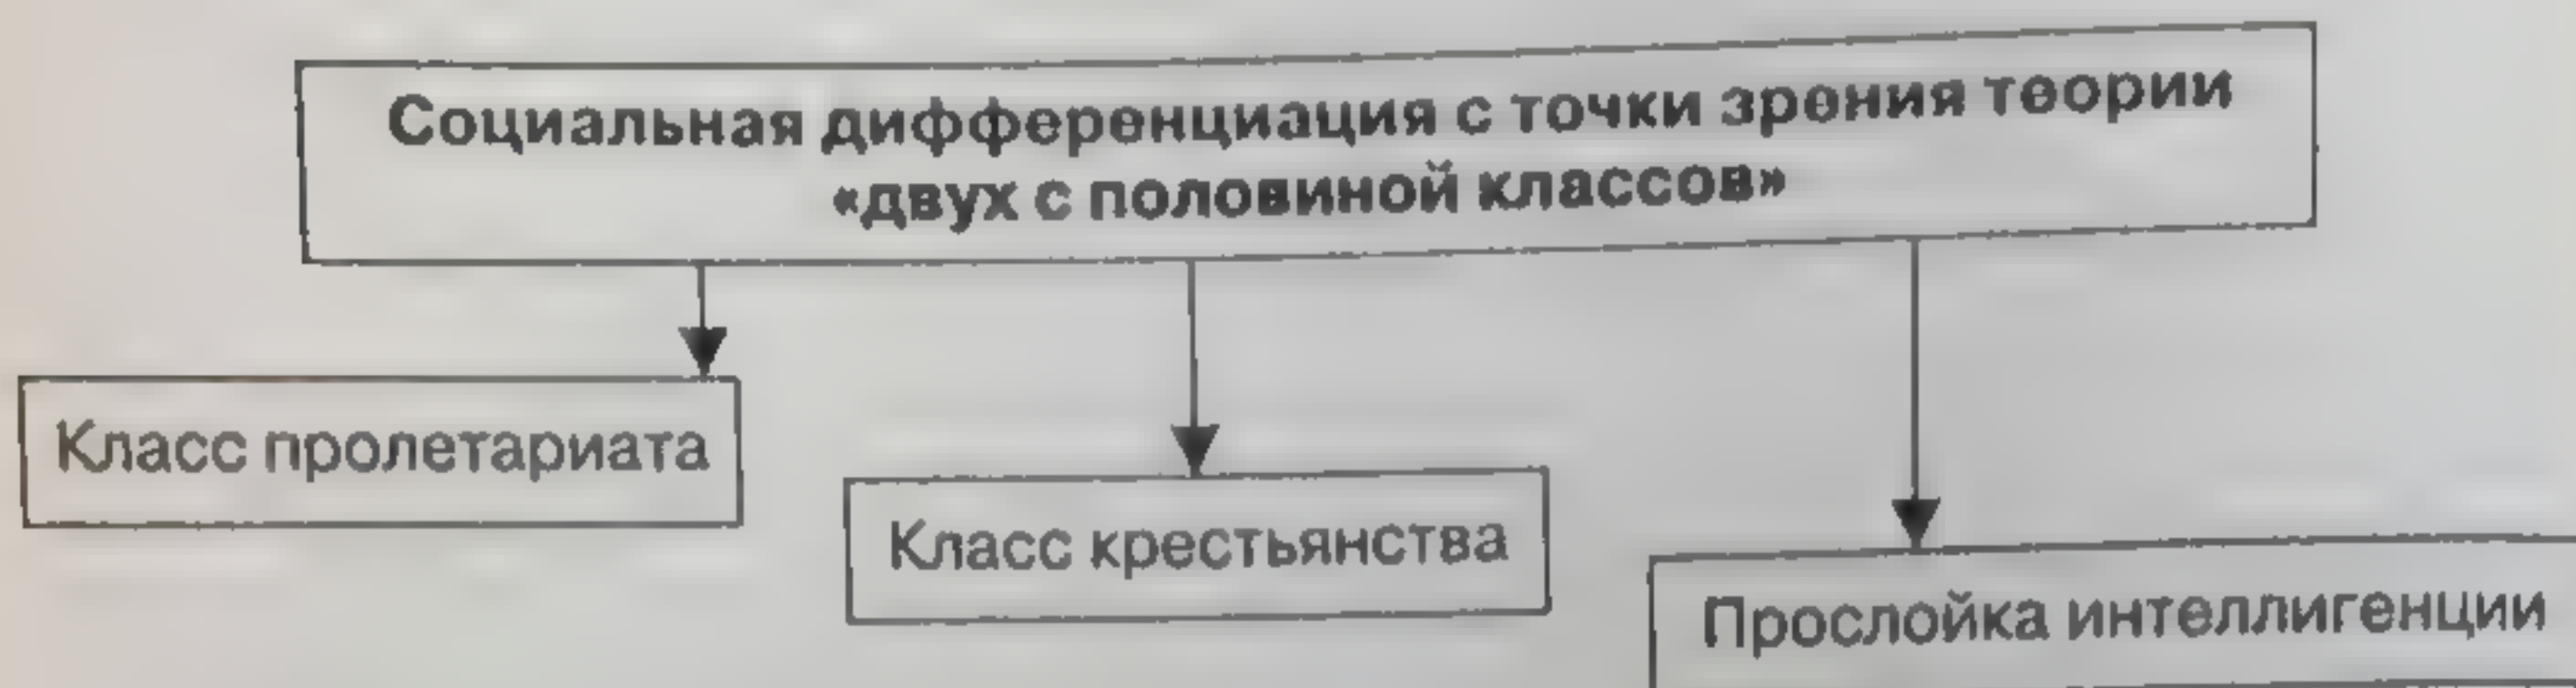 Социальная дифференциация с точки зрения теории
«двух с половиной классов»
Класс пролетариата
Класс крестьянства
Прослойка интеллигенции